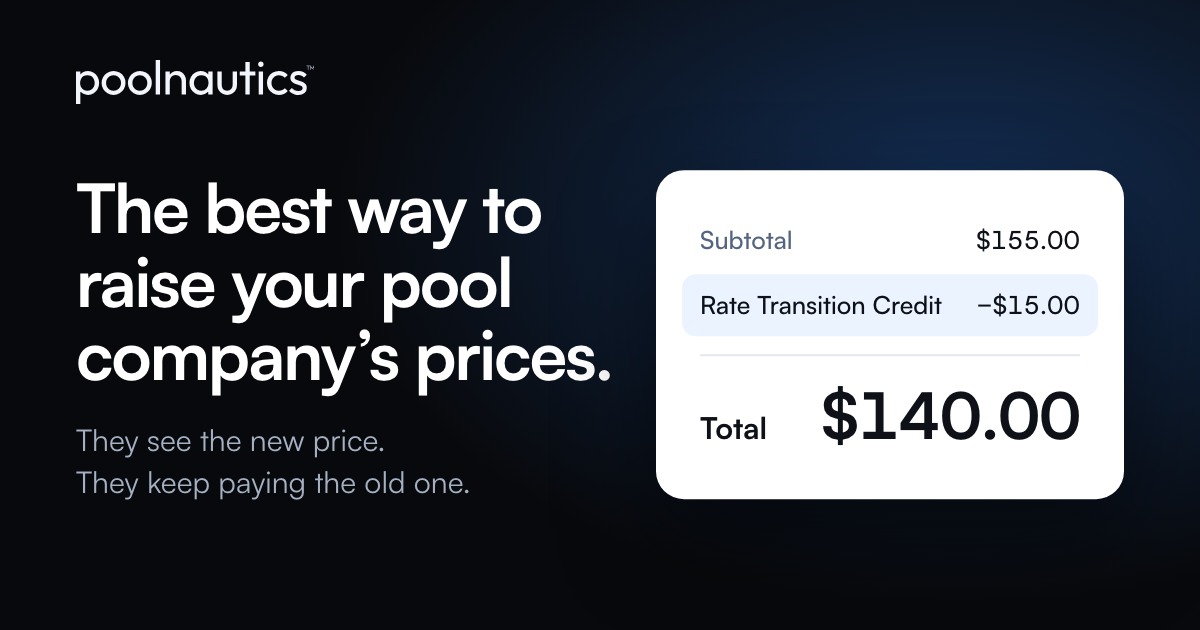 poolnautics™
The best way to
raise your pool
company’s prices.
They see the new price.
They keep paying the old one.
Subtotal $155.00
Rate Transition Credit −$15.00
Total $140.00